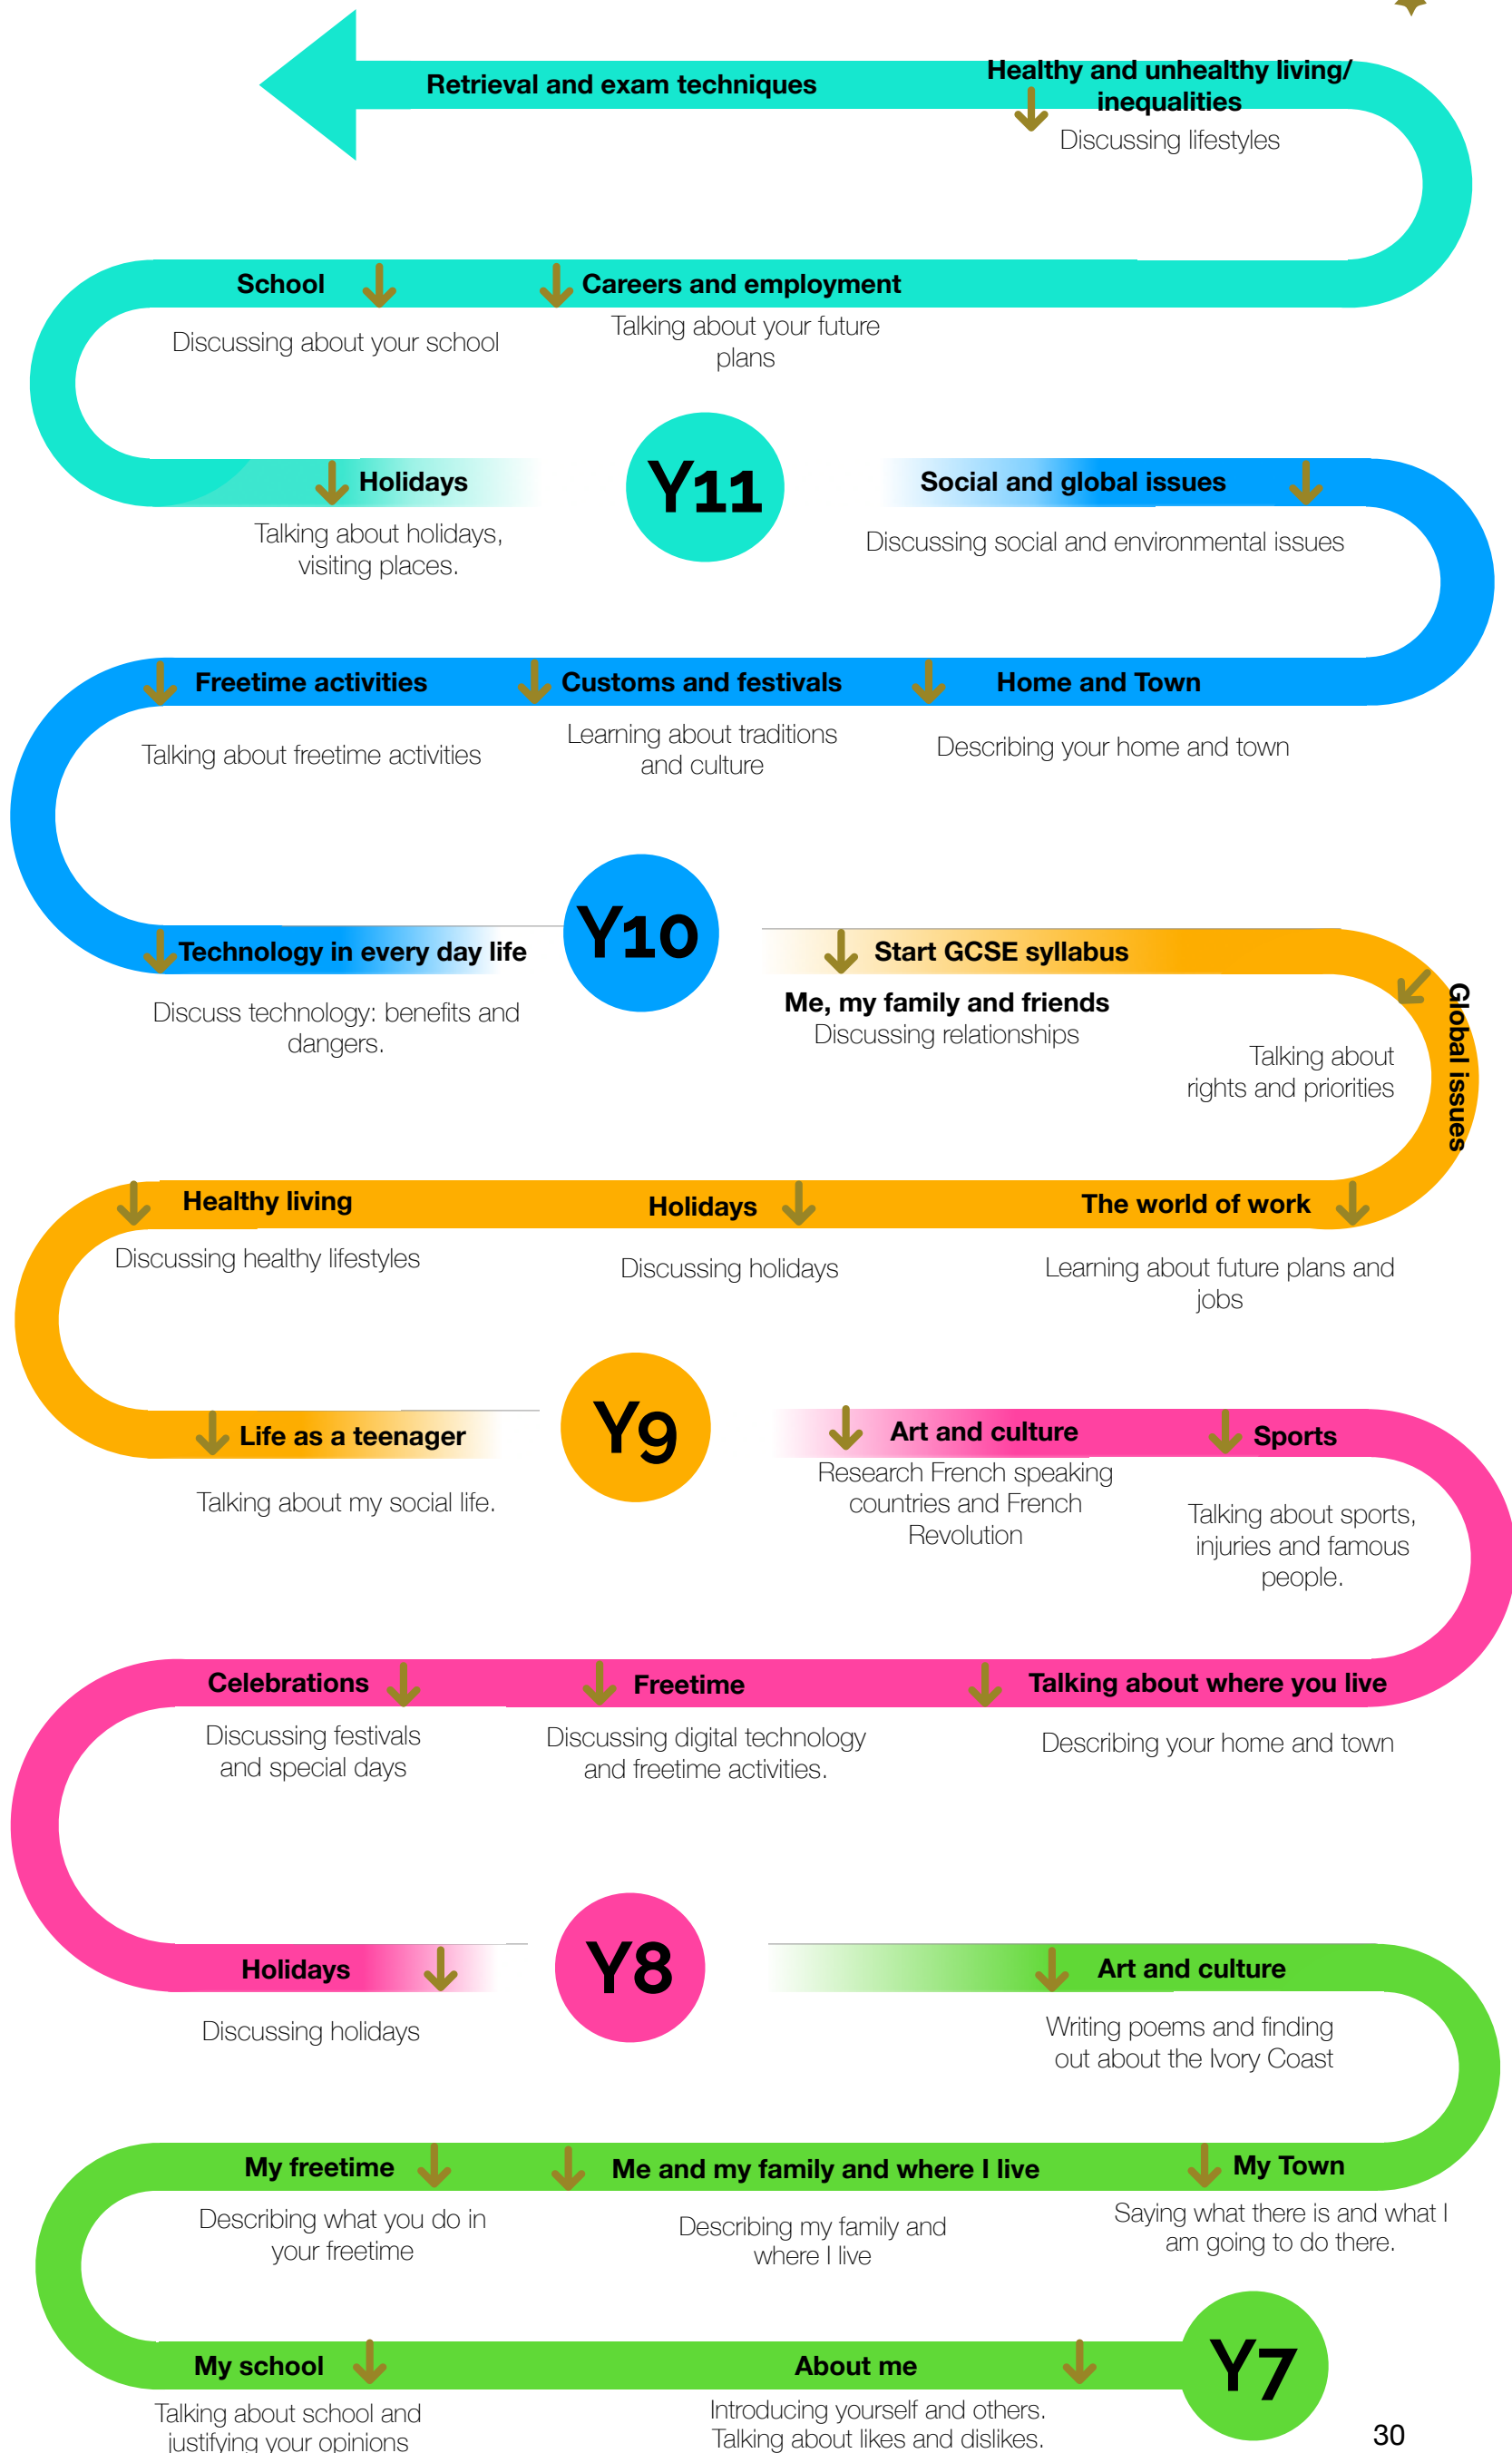 Retrieval and exam techniques
Healthy and unhealthy living/
inequalities
Discussing lifestyles
School
Careers and employment
Discussing about your school
Talking about your future
plans
Holidays
Y11
Social and global issues
Talking about holidays,
visiting places.
Discussing social and environmental issues
Freetime activities
Customs and festivals
Home and Town
Talking about freetime activities
Learning about traditions
and culture
Describing your home and town
Technology in every day life
Y10
Start GCSE syllabus
Discuss technology: benefits and
dangers.
Me, my family and friends
Discussing relationships
Global issues
Talking about
rights and priorities
Healthy living
Holidays
The world of work
Discussing healthy lifestyles
Discussing holidays
Learning about future plans and
jobs
Life as a teenager
Y9
Art and culture
Sports
Talking about my social life.
Research French speaking
countries and French
Revolution
Talking about sports,
injuries and famous
people.
Celebrations
Freetime
Talking about where you live
Discussing festivals
and special days
Discussing digital technology
and freetime activities.
Describing your home and town
Holidays
Y8
Art and culture
Discussing holidays
Writing poems and finding
out about the Ivory Coast
My freetime
Me and my family and where I live
My Town
Describing what you do in
your freetime
Describing my family and
where I live
Saying what there is and what I
am going to do there.
My school
About me
Y7
Talking about school and
justifying your opinions
Introducing yourself and others.
Talking about likes and dislikes.
30